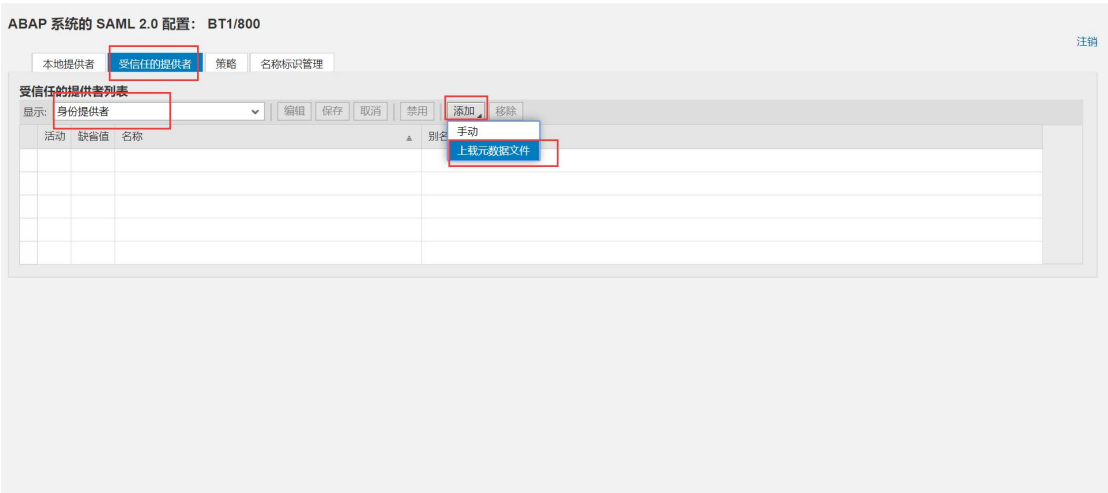 ABAP 系统的 SAML 2.0 配置： BT1/800
注销
本地提供者 受信任的提供者 策略 名称标识管理
受信任的提供者列表
显示: 身份提供者 编辑 保存 取消 禁用 添加 移除
手动
活动 缺省值 名称 别名
上载元数据文件